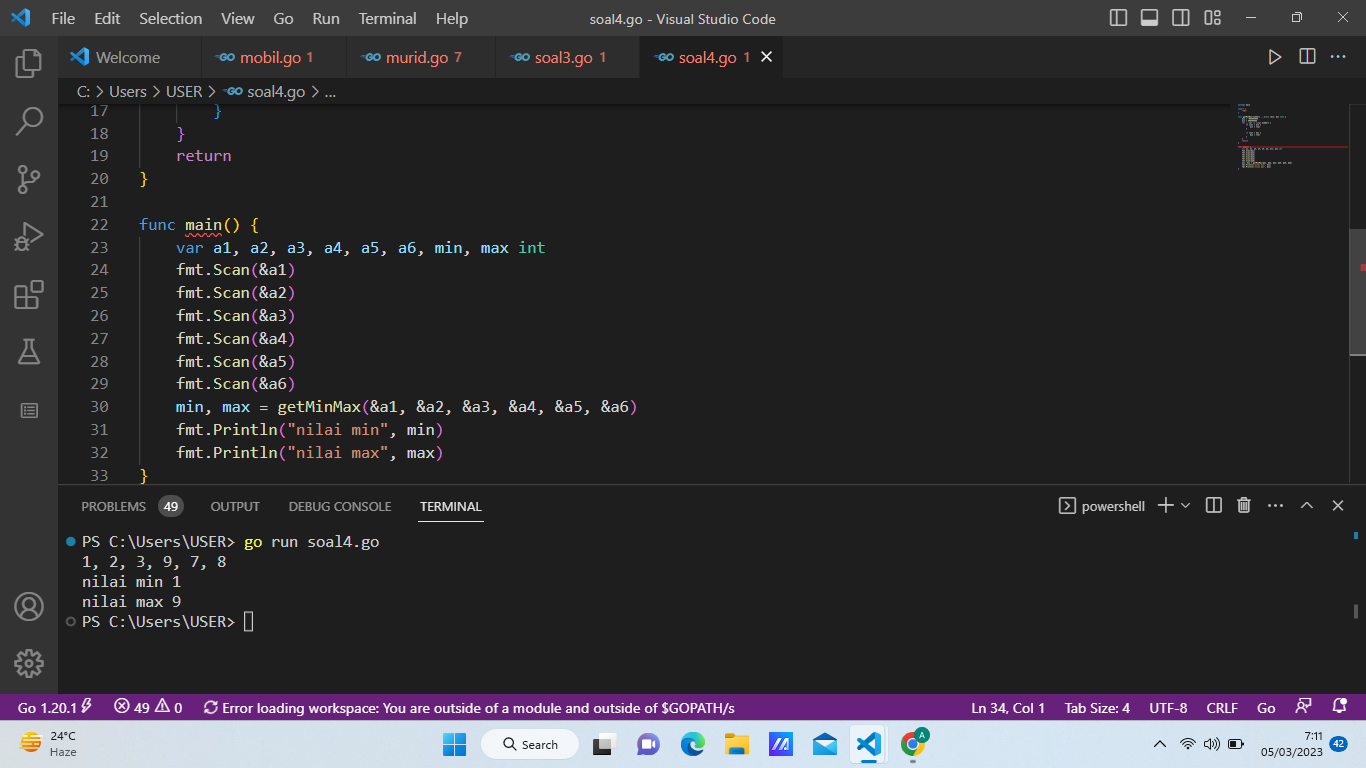 File Edit Selection View Go Run Terminal Help soal4.go - Visual Studio Code
Welcome mobil.go 1 murid.go 7 soal3.go 1 soal4.go 1
C: > Users > USER > soal4.go > ...
17 }
18 }
19 return
20 }
21
22 func main() {
23 var a1, a2, a3, a4, a5, a6, min, max int
24 fmt.Scan(&a1)
25 fmt.Scan(&a2)
26 fmt.Scan(&a3)
27 fmt.Scan(&a4)
28 fmt.Scan(&a5)
29 fmt.Scan(&a6)
30 min, max = getMinMax(&a1, &a2, &a3, &a4, &a5, &a6)
31 fmt.Println("nilai min", min)
32 fmt.Println("nilai max", max)
33 }
PROBLEMS 49 OUTPUT DEBUG CONSOLE TERMINAL powershell
PS C:\Users\USER> go run soal4.go
1, 2, 3, 9, 7, 8
nilai min 1
nilai max 9
PS C:\Users\USER>
Go 1.20.1 49 0 Error loading workspace: You are outside of a module and outside of $GOPATH/s Ln 34, Col 1 Tab Size: 4 UTF-8 CRLF Go
24°C
Haze
Search
A
7:11
05/03/2023
42